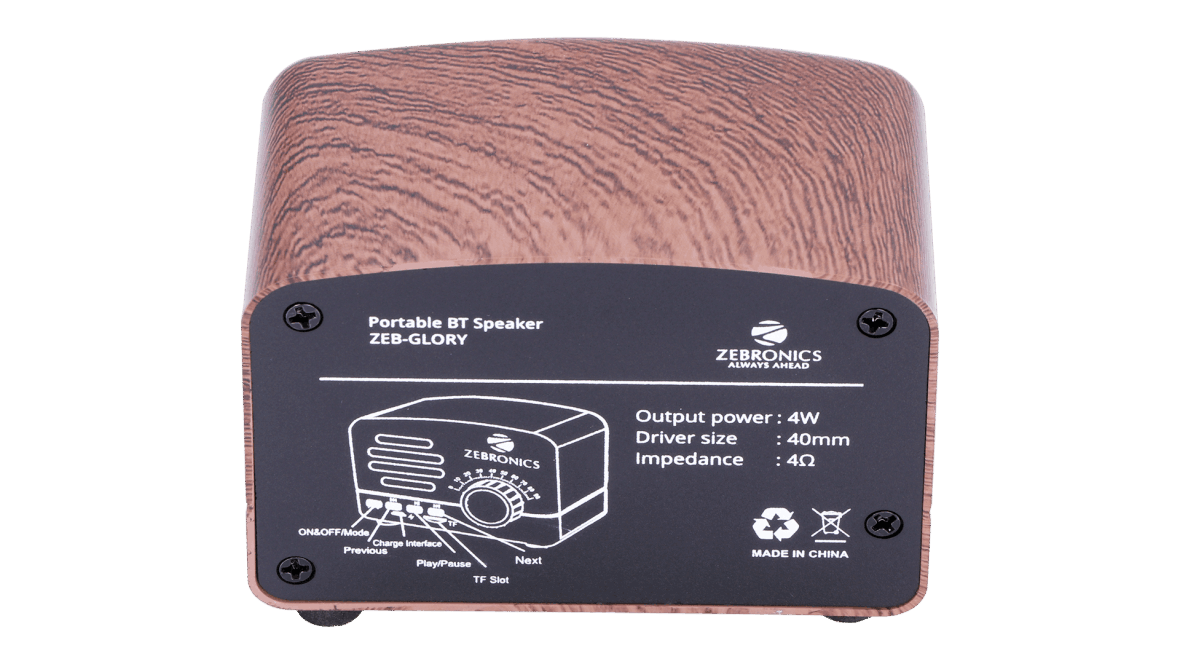 Portable BT Speaker
ZEB-GLORY
ZEBRONICS
ALWAYS AHEAD
Output power : 4W
Driver size : 40mm
Impedance : 4Ω
ZEBRONICS
TF
ON&OFF/Mode
Previous
Charge Interface
Play/Pause
TF Slot
Next
MADE IN CHINA